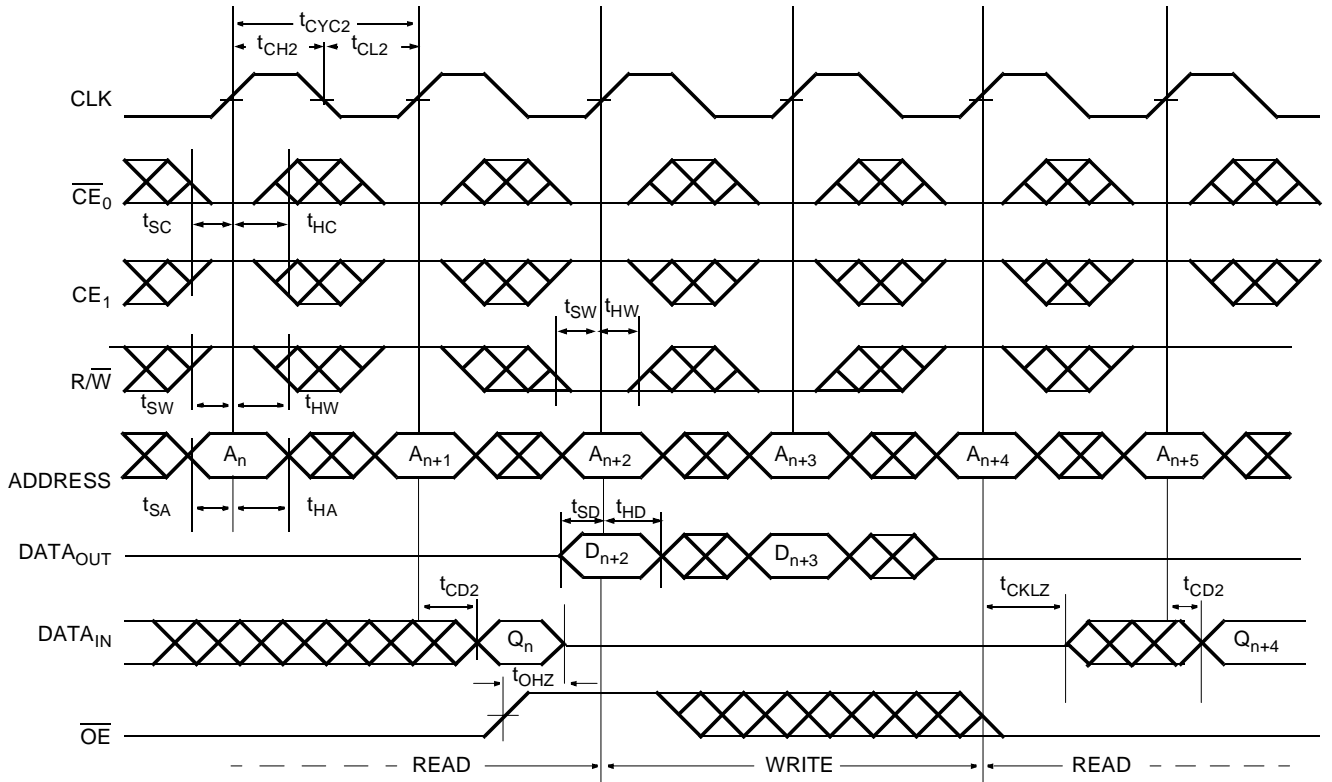 tCYC2
tCH2 tCL2
CLK
CE0
tSC tHC
CE1
tSW tHW
R/W
tSW tHW
An An+1 An+2 An+3 An+4 An+5
ADDRESS
tSA tHA tSD tHD
DATAOUT Dn+2 Dn+3
tCD2 tCKLZ tCD2
DATAIN Qn Qn+4
tOHZ
OE
READ WRITE READ